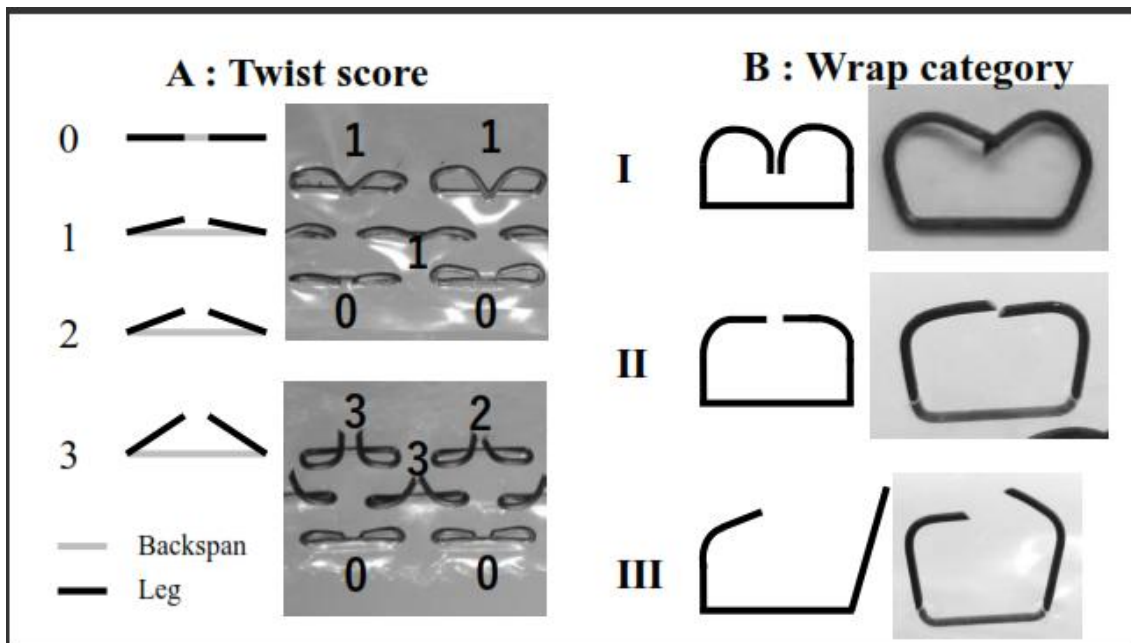 A : Twist score
0
1
2
3
1 1
1
0 0
3 2
3
0 0
Backspan
Leg
B : Wrap category
I
II
III